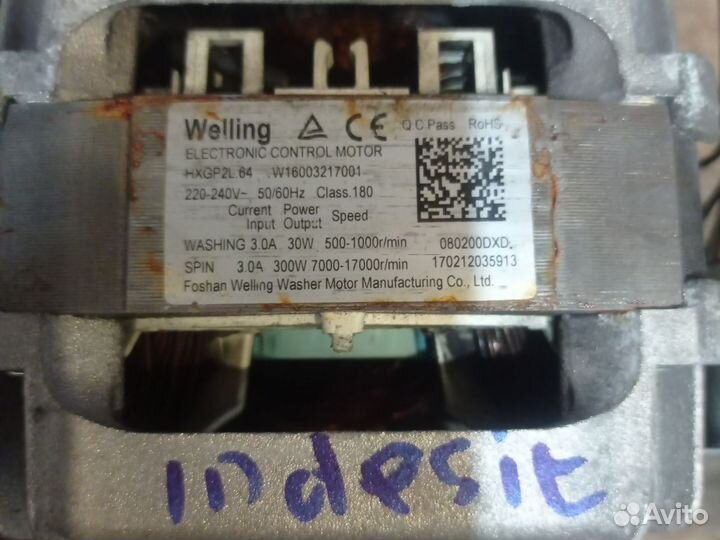 Welling CE Q.C.Pass RoHS
ELECTRONIC CONTROL MOTOR
HXGP2L.64 W16003217001
220-240V~ 50/60Hz Class.180
Current Power Speed
Input Output
WASHING 3.0A 30W 500-1000r/min 080200DXD
SPIN 3.0A 300W 7000-17000r/min 170212035913
Foshan Welling Washer Motor Manufacturing Co., Ltd.
Indesit
Avito